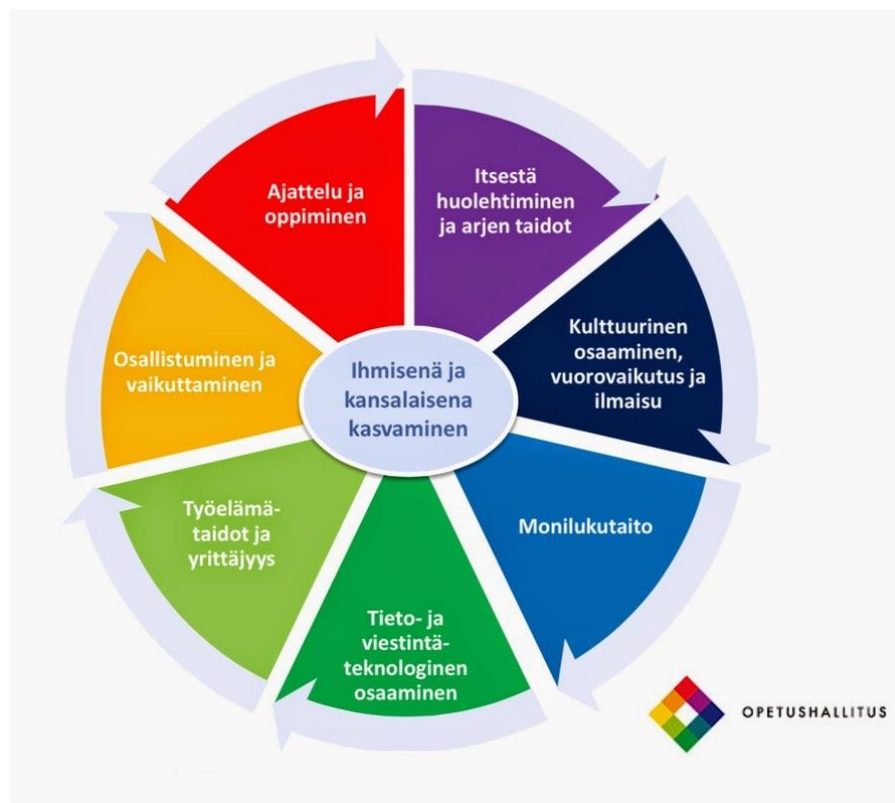 Ajattelu ja
oppiminen
Itsestä
huolehtiminen
ja arjen taidot
Kulttuurinen
osaaminen,
vuorovaikutus ja
ilmaisu
Monilukutaito
Tieto- ja
viestintä-
teknologinen
osaaminen
Työelämä-
taidot ja
yrittäjyys
Osallistuminen ja
vaikuttaminen
Ihmisenä ja
kansalaisena
kasvaminen
OPETUSHALLITUS